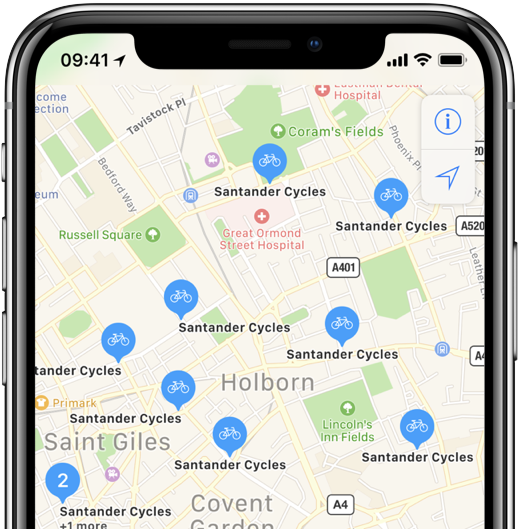 09:41
come
ection
Tavistock Pl
Eastman Dental
Hospital
Coram's Fields
Phoenix Pl
Bedford Way
eum
Santander Cycles
Santander Cycles
A520
Russell Square
Great Ormond
Street Hospital
A401
Santander Cycles
Santander Cycles
tander Cycles
A4
Primark
Santander Cycles
Holborn
Lincoln's
Inn Fields
Saint Giles
Santander Cycles
Santander Cycles
2
Santander Cycles
+1 more
Covent
Garden
A4